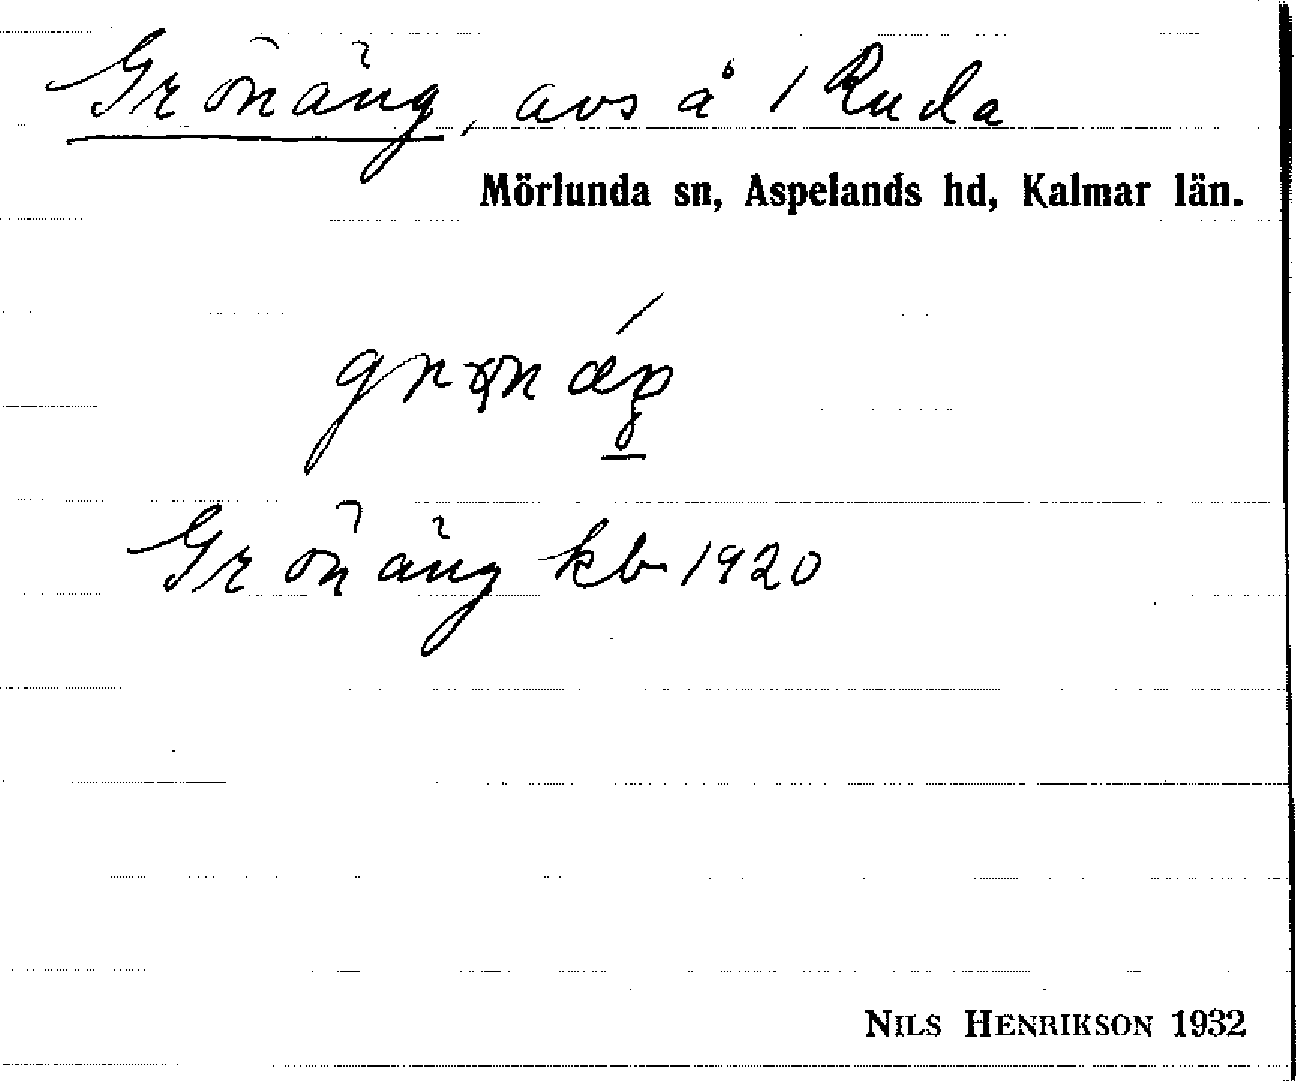 Grönäng, avs å 1 Ruda
Mörlunda sn, Aspelands hd, Kalmar län.
Grönäng kb 1920
NILS HENRIKSON 1932